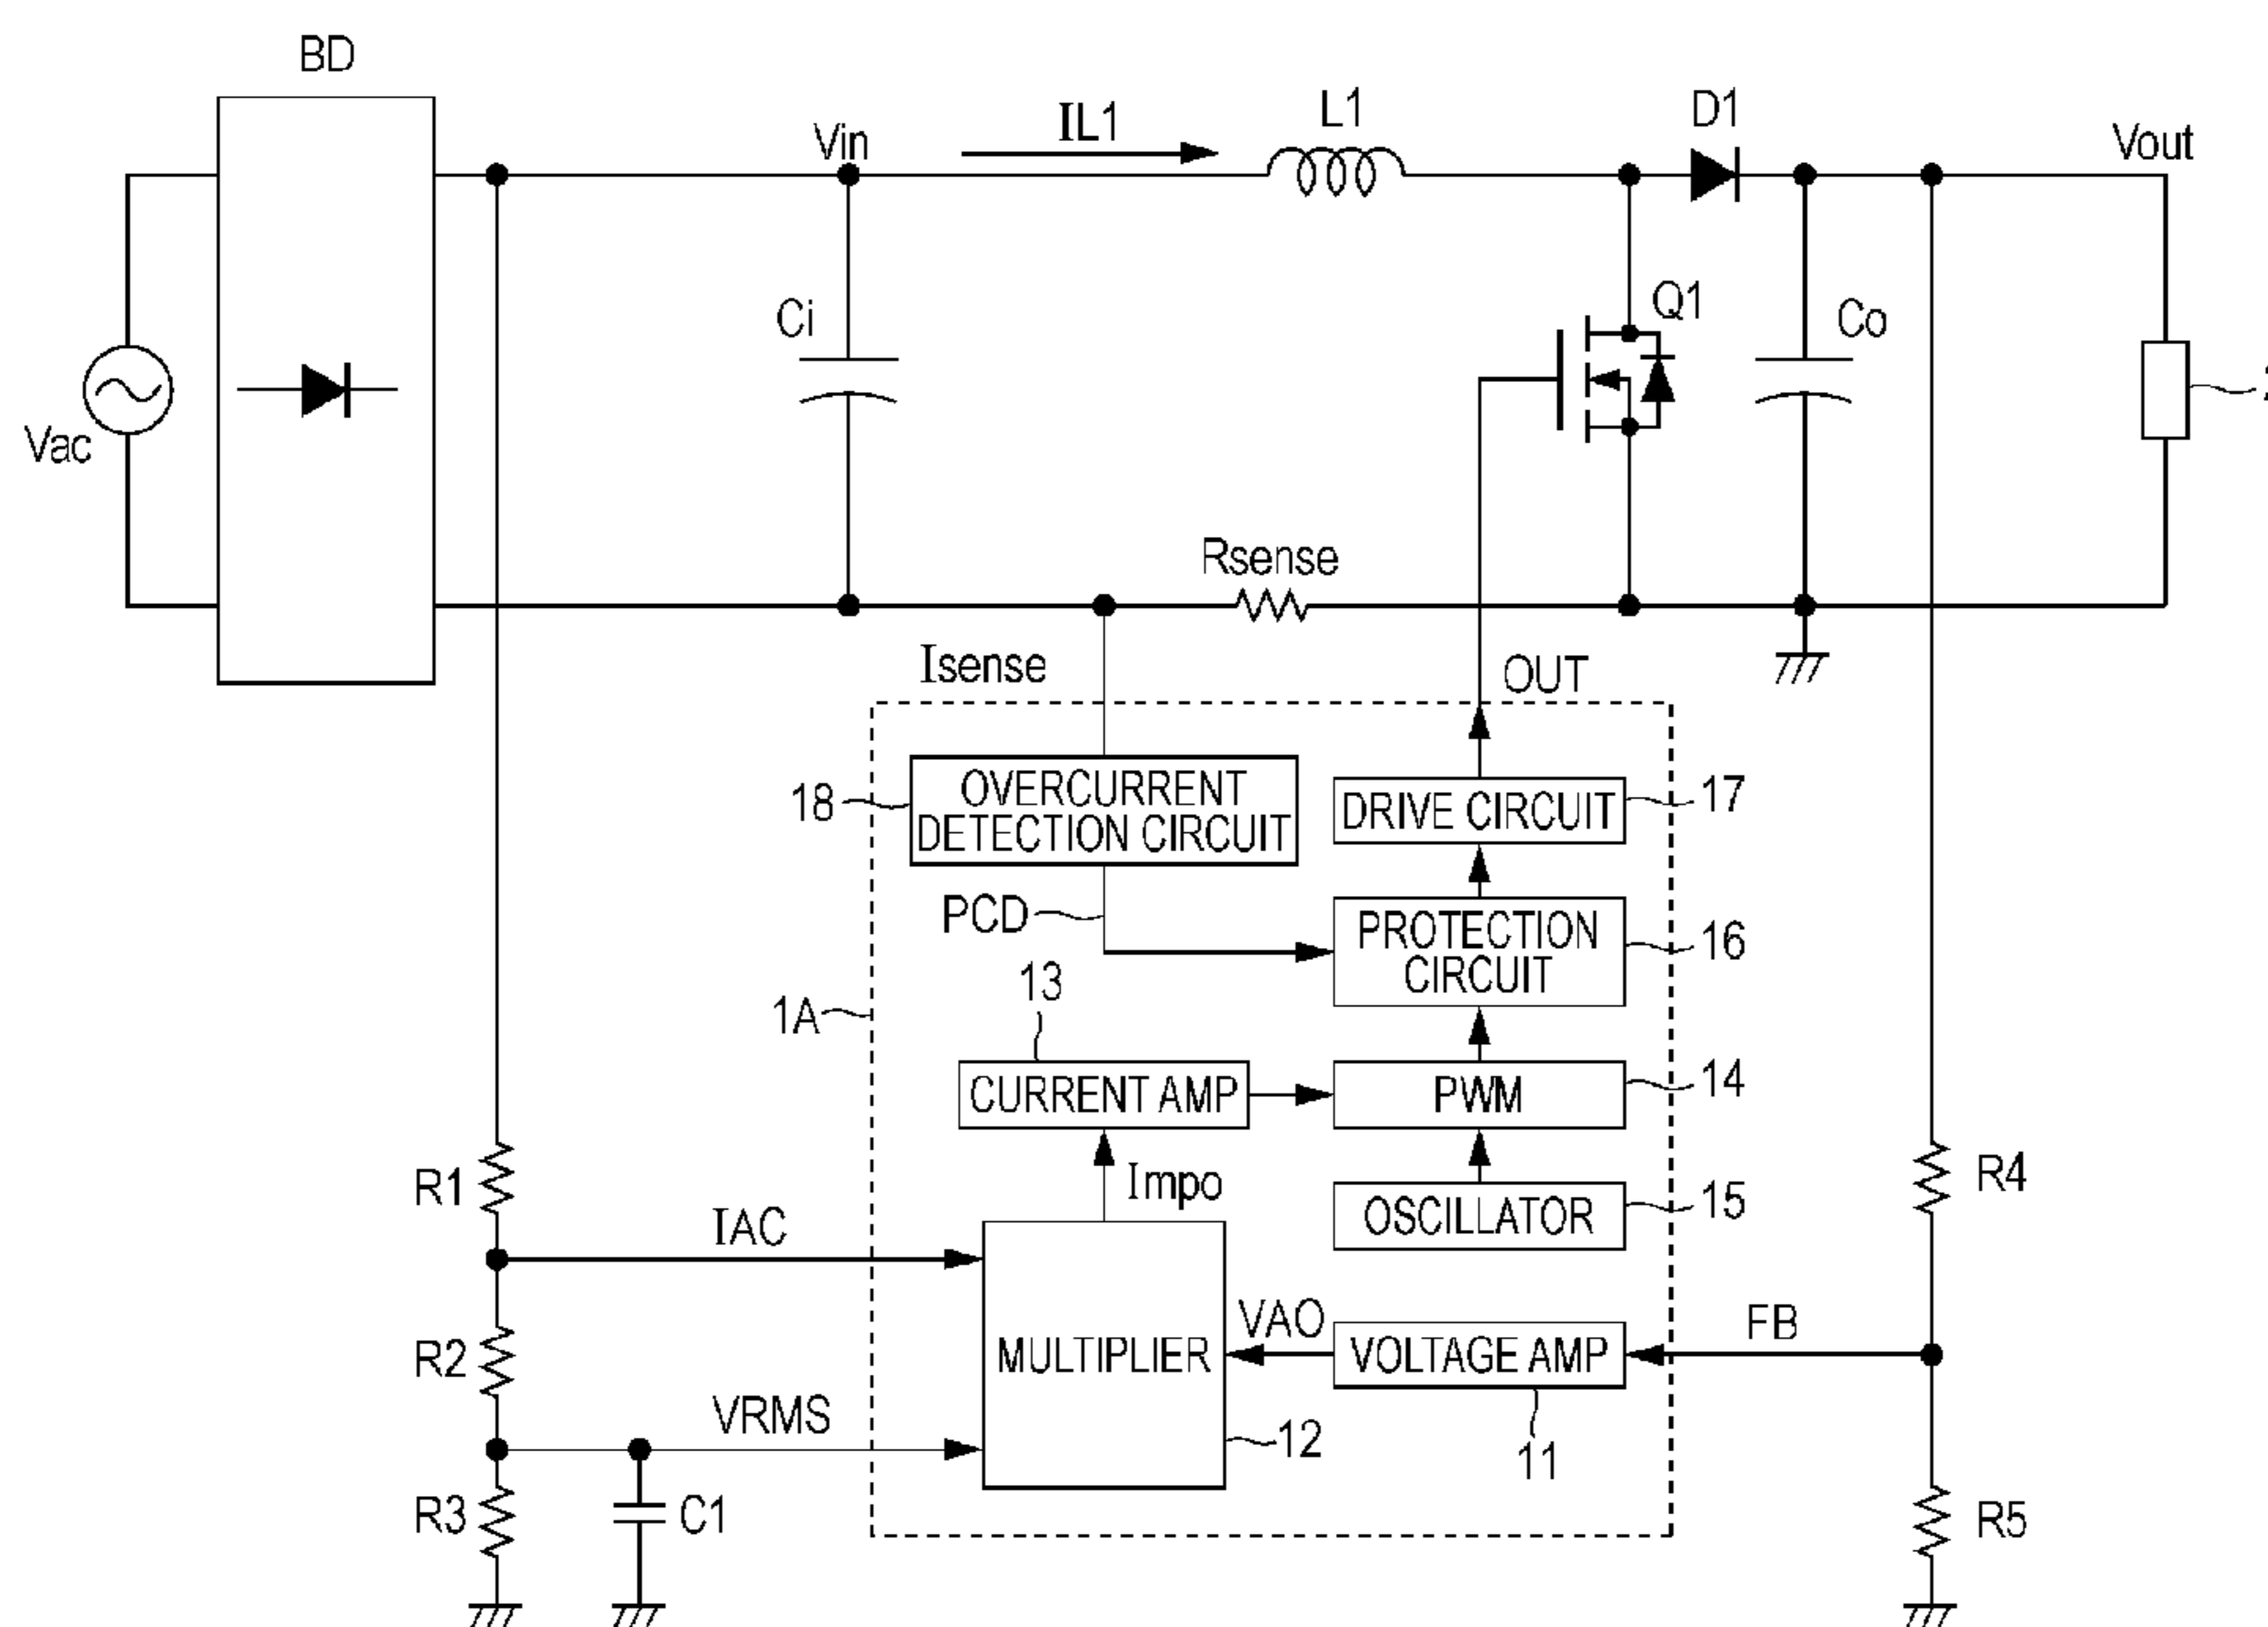 BD
Vin
IL1
L1
D1
Vout
Vac
Ci
Q1
Co
Rsense
Isense
OUT
18
OVERCURRENT
DETECTION CIRCUIT
DRIVE CIRCUIT
17
PCD
PROTECTION
CIRCUIT
16
13
1A
CURRENT AMP
PWM
14
R1
Impo
OSCILLATOR
15
R4
IAC
R2
MULTIPLIER
VAO
VOLTAGE AMP
FB
VRMS
12
11
R3
C1
R5